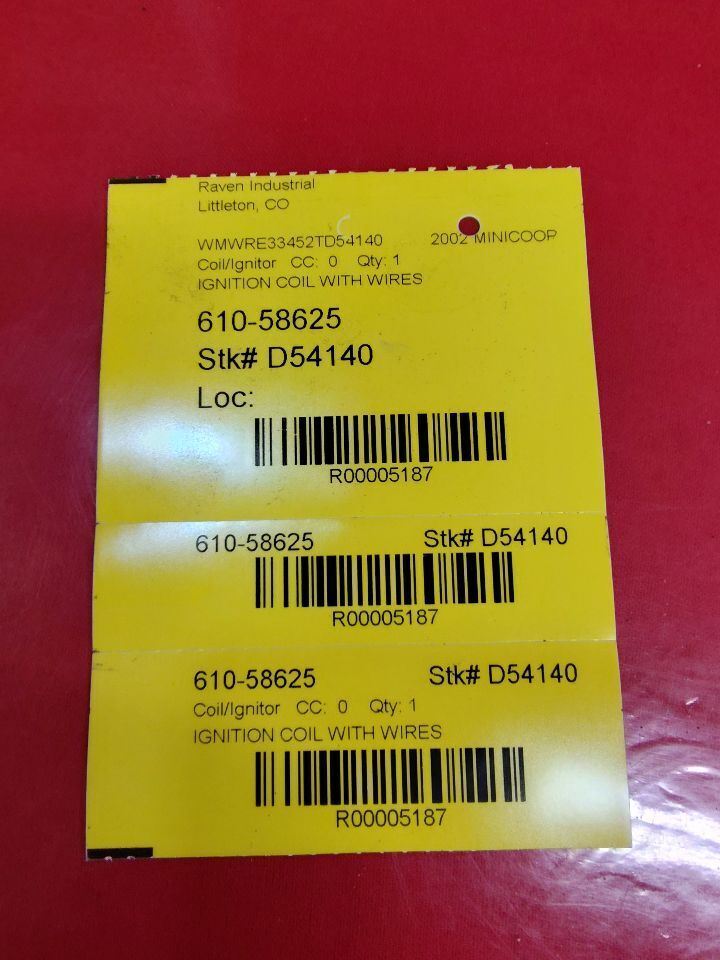 Raven Industrial
Littleton, CO
WMWRE33452TD54140 2002 MINICOOP
Coil/Ignitor CC: 0 Qty: 1
IGNITION COIL WITH WIRES
610-58625
Stk# D54140
Loc:
R00005187
610-58625 Stk# D54140
R00005187
610-58625 Stk# D54140
Coil/Ignitor CC: 0 Qty: 1
IGNITION COIL WITH WIRES
R00005187